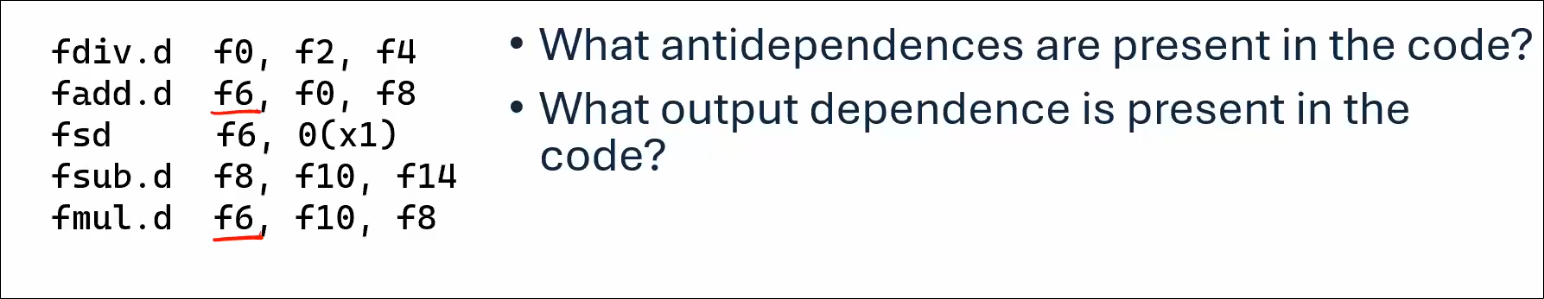 fdiv.d f0, f2, f4
fadd.d f6, f0, f8
fsd f6, 0(x1)
fsub.d f8, f10, f14
fmul.d f6, f10, f8
• What antidependences are present in the code?
• What output dependence is present in the
code?